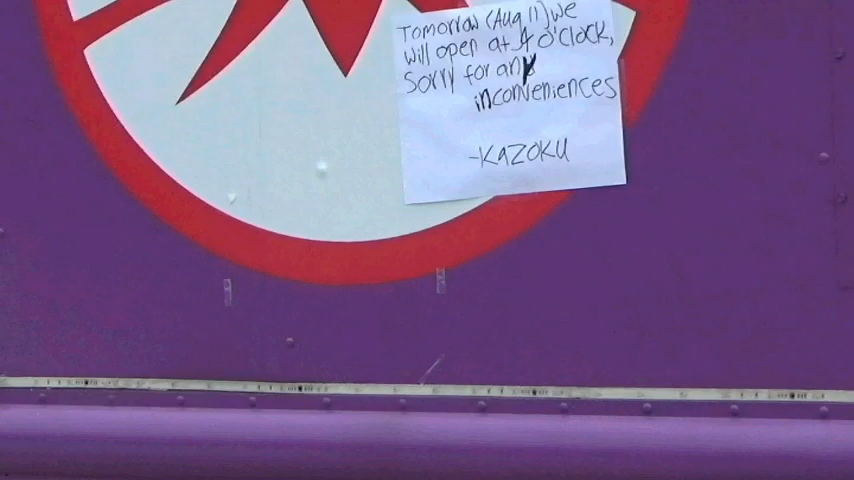 Tomorrow (Aug 11) we
will open at 4 o'clock,
Sorry for any
inconveniences
-KAZOKU